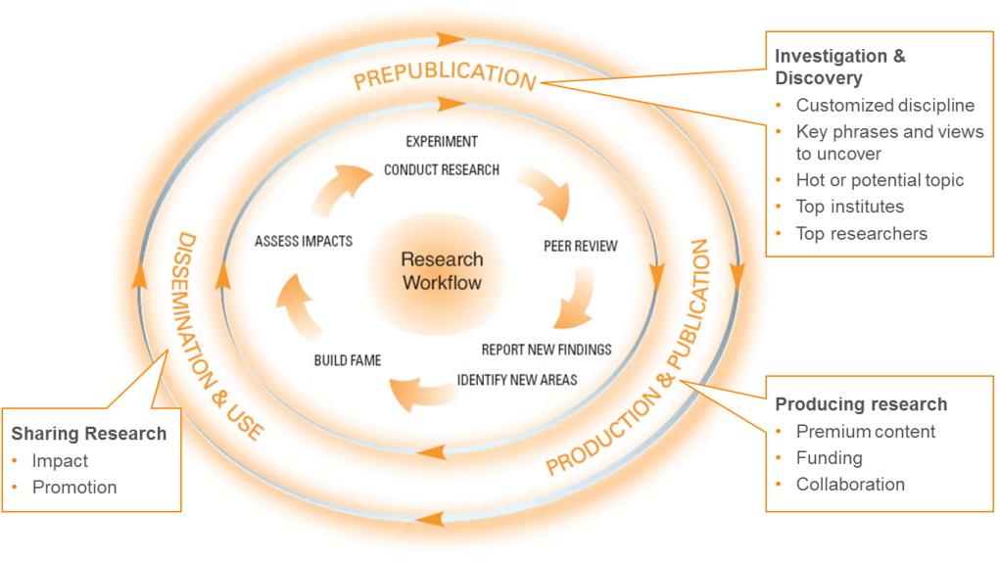 PREPUBLICATION
Investigation &
Discovery
• Customized discipline
• Key phrases and views
to uncover
• Hot or potential topic
• Top institutes
• Top researchers
EXPERIMENT
CONDUCT RESEARCH
ASSESS IMPACTS
PEER REVIEW
Research
Workflow
REPORT NEW FINDINGS
BUILD FAME
IDENTIFY NEW AREAS
DISSEMINATION & USE
PRODUCTION & PUBLICATION
Sharing Research
• Impact
• Promotion
Producing research
• Premium content
• Funding
• Collaboration